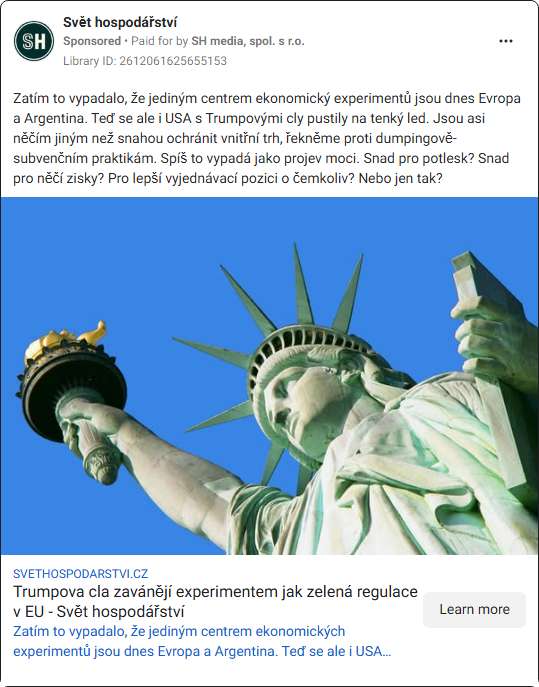 SH
Svět hospodářství
Sponsored • Paid for by SH media, spol. s r.o.
Library ID: 2612061625655153
Zatím to vypadalo, že jediným centrem ekonomický experimentů jsou dnes Evropa
a Argentina. Teď se ale i USA s Trumpovými cly pustily na tenký led. Jsou asi
něčím jiným než snahou ochránit vnitřní trh, řekněme proti dumpingově-
subvenčním praktikám. Spíš to vypadá jako projev moci. Snad pro potlesk? Snad
pro něčí zisky? Pro lepší vyjednávací pozici o čemkoliv? Nebo jen tak?
SVETHOSPODARSTVI.CZ
Trumpova cla zavánějí experimentem jak zelená regulace
v EU - Svět hospodářství
Learn more
Zatím to vypadalo, že jediným centrem ekonomických
experimentů jsou dnes Evropa a Argentina. Teď se ale i USA…